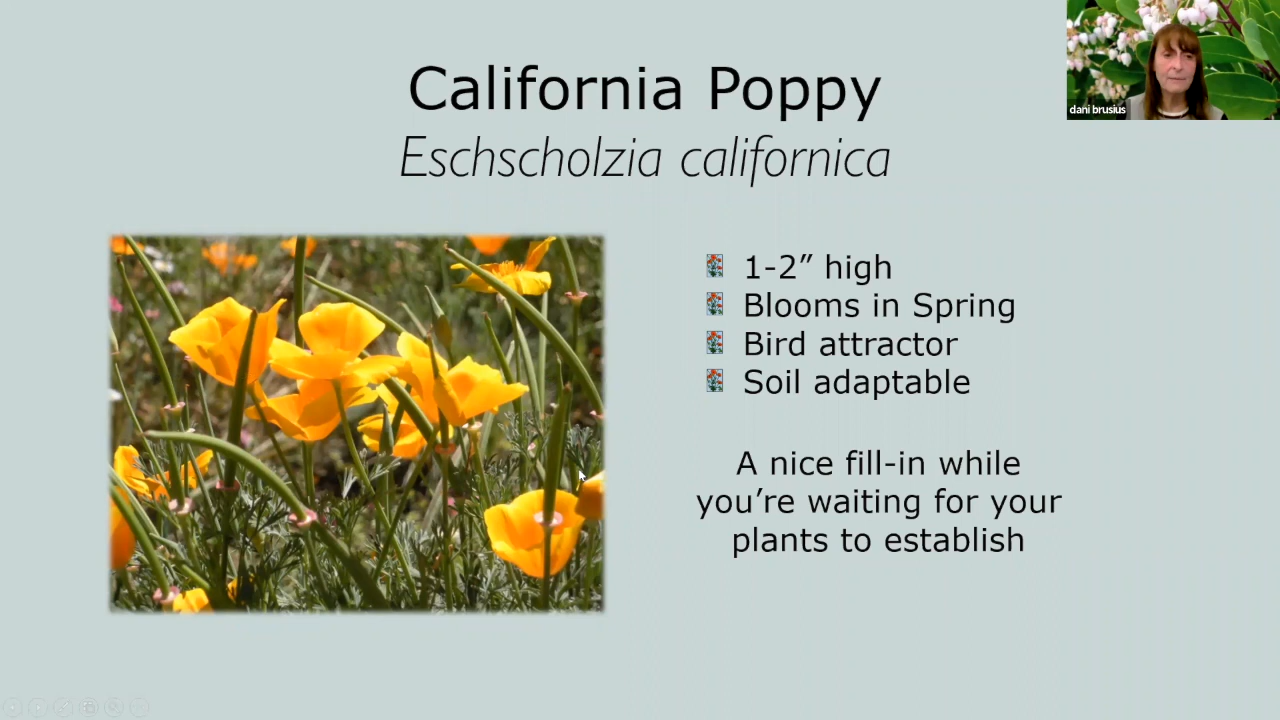 California Poppy
Eschscholzia californica
dani brusius
1-2” high
Blooms in Spring
Bird attractor
Soil adaptable
A nice fill-in while
you’re waiting for your
plants to establish